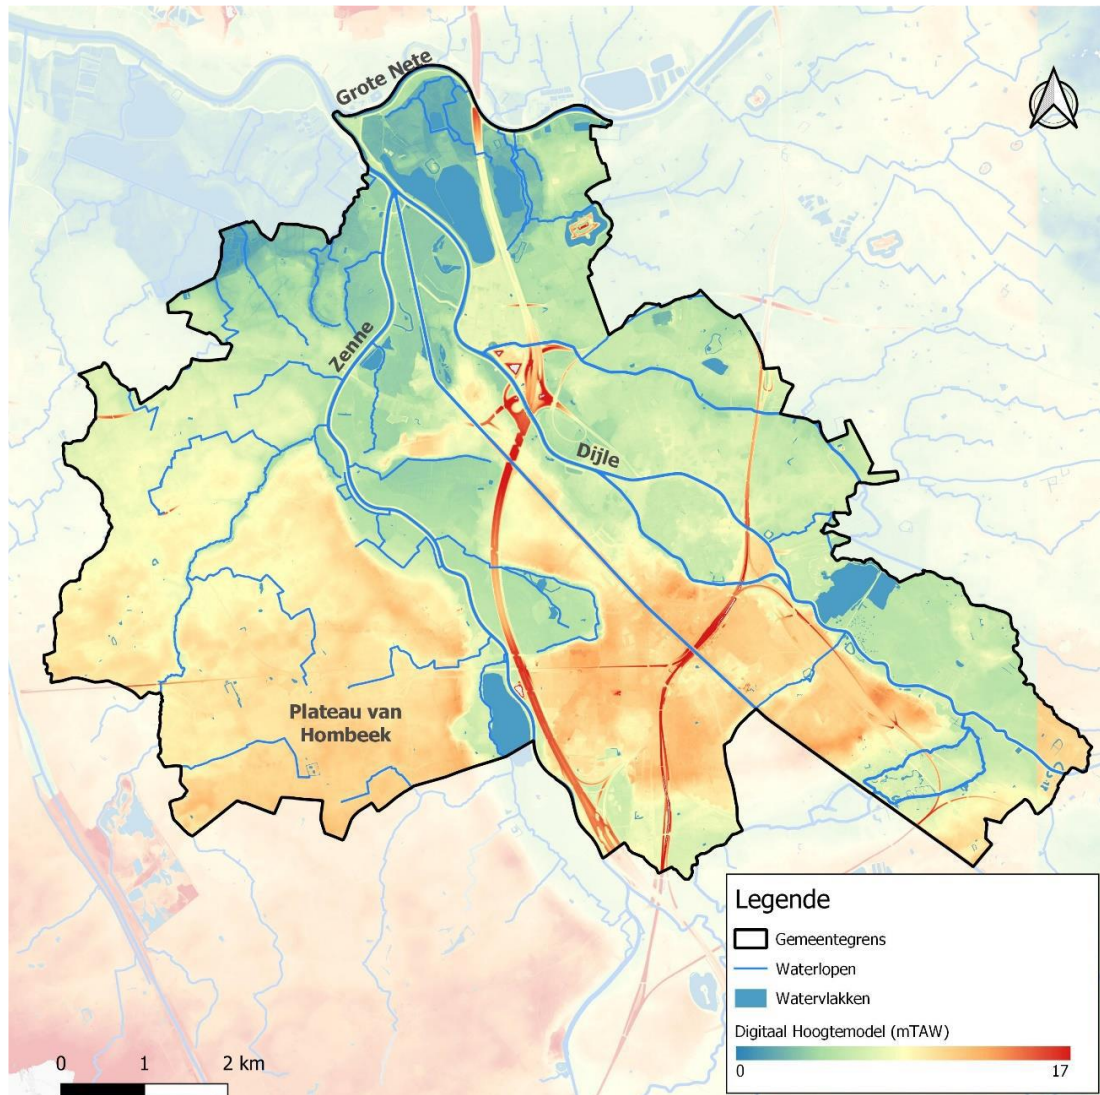 Grote Nete
Zenne
Dijle
Plateau van
Hombeek
Legende
Gemeentegrens
Waterlopen
Watervlakken
Digitaal Hoogtemodel (mTAW)
0 17
0 1 2 km